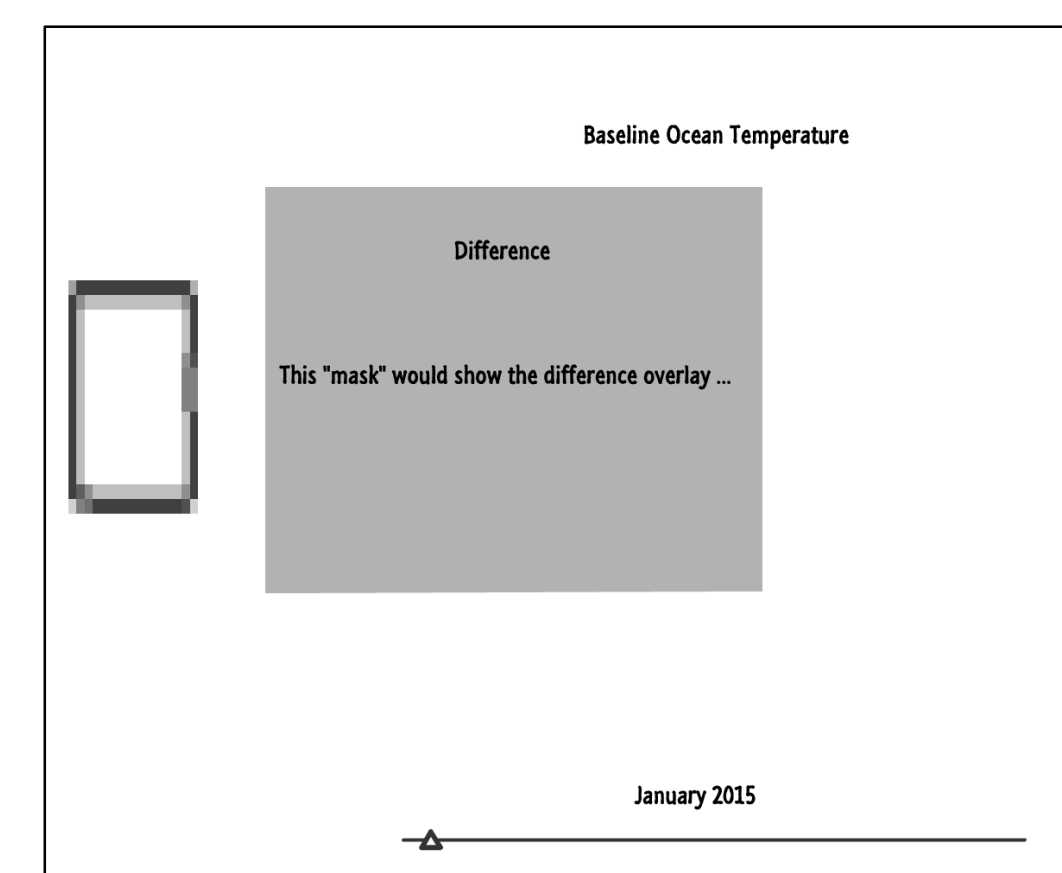 Baseline Ocean Temperature
Difference
This "mask" would show the difference overlay ...
January 2015